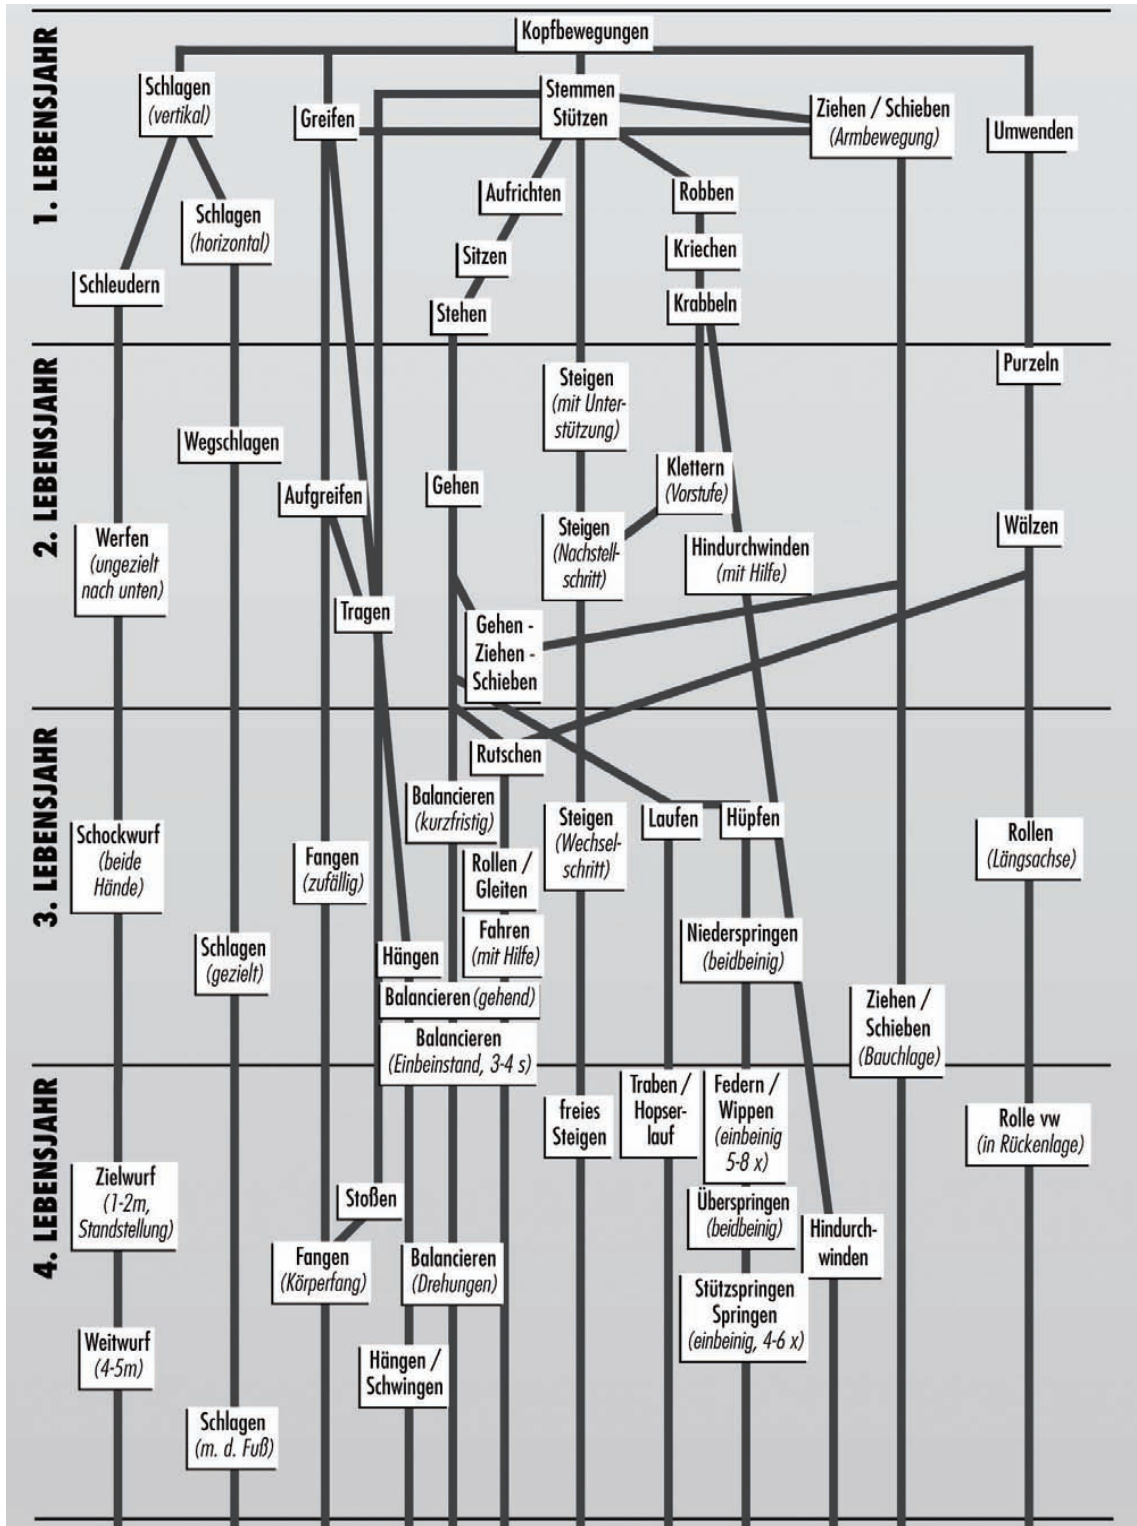 1. LEBENSJAHR
Kopfbewegungen
Schlagen
(vertikal)
Greifen
Stemmen
Stützen
Ziehen / Schieben
(Armbewegung)
Umwenden
Aufrichten
Robben
Schlagen
(horizontal)
Sitzen
Kriechen
Schleudern
Stehen
Krabbeln
2. LEBENSJAHR
Purzeln
Steigen
(mit Unter-
stützung)
Wegschlagen
Klettern
(Vorstufe)
Gehen
Aufgreifen
Werfen
(ungezielt
nach unten)
Steigen
(Nachstell-
schritt)
Hindurchwinden
(mit Hilfe)
Wälzen
Tragen
Gehen -
Ziehen -
Schieben
3. LEBENSJAHR
Rutschen
Balancieren
(kurzfristig)
Schockwurf
(beide
Hände)
Steigen
(Wechsel-
schritt)
Laufen
Hüpfen
Rollen
(Längsachse)
Fangen
(zufällig)
Rollen /
Gleiten
Fahren
(mit Hilfe)
Niederspringen
(beidbeinig)
Schlagen
(gezielt)
Hängen
Balancieren (gehend)
Ziehen /
Schieben
(Bauchlage)
Balancieren
(Einbeinstand, 3-4 s)
4. LEBENSJAHR
freies
Steigen
Traben /
Hopser-
lauf
Federn /
Wippen
(einbeinig
5-8 x)
Rolle vw
(in Rückenlage)
Zielwurf
(1-2m,
Standstellung)
Stoßen
Überspringen
(beidbeinig)
Hindurch-
winden
Fangen
(Körperfang)
Balancieren
(Drehungen)
Stützspringen
Springen
(einbeinig, 4-6 x)
Weitwurf
(4-5m)
Hängen /
Schwingen
Schlagen
(m. d. Fuß)